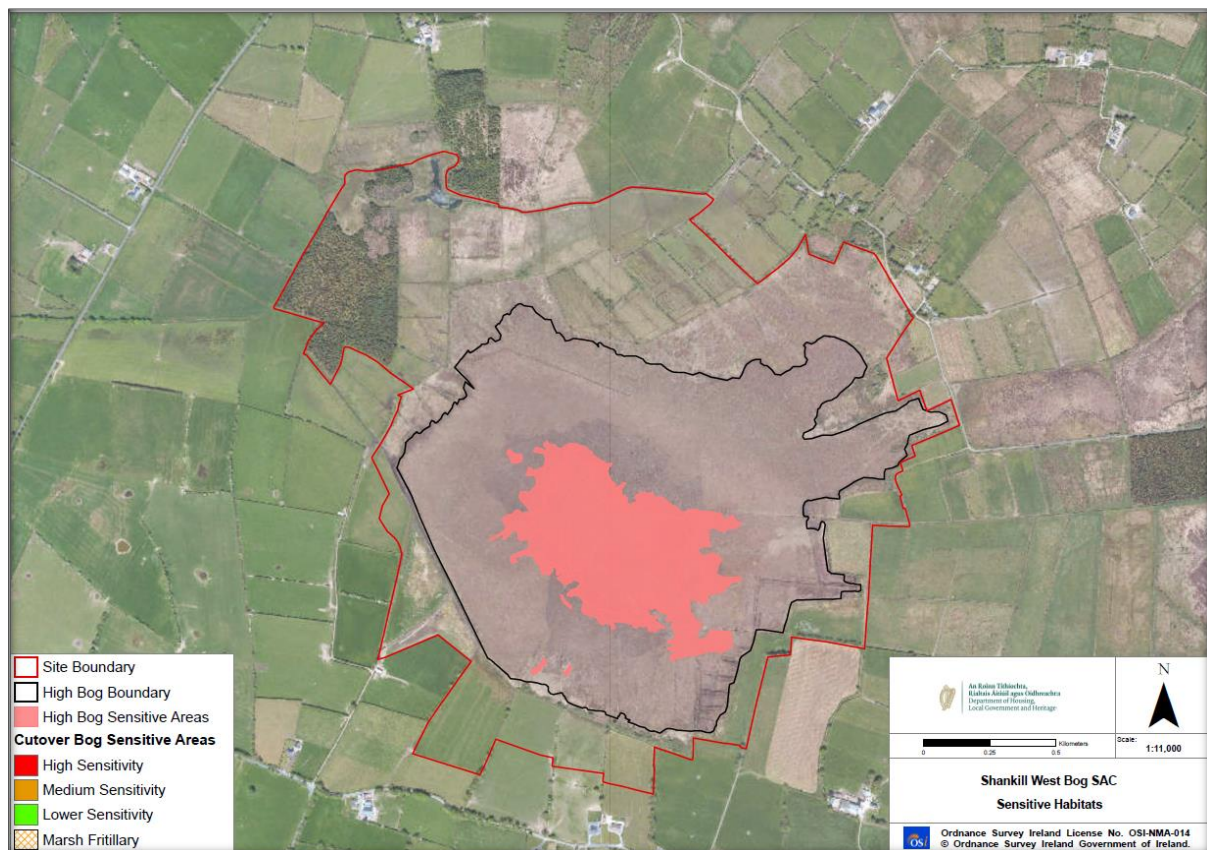 Site Boundary
High Bog Boundary
High Bog Sensitive Areas
Cutover Bog Sensitive Areas
High Sensitivity
Medium Sensitivity
Lower Sensitivity
Marsh Fritillary
An Roinn Tithíochta,
Rialtais Áitiúil agus Oidhreachta
Department of Housing,
Local Government and Heritage
N
0 0.25 0.5 Kilometers
Scale:
1:11,000
Shankill West Bog SAC
Sensitive Habitats
OSi
Ordnance Survey Ireland License No. OSI-NMA-014
© Ordnance Survey Ireland Government of Ireland.